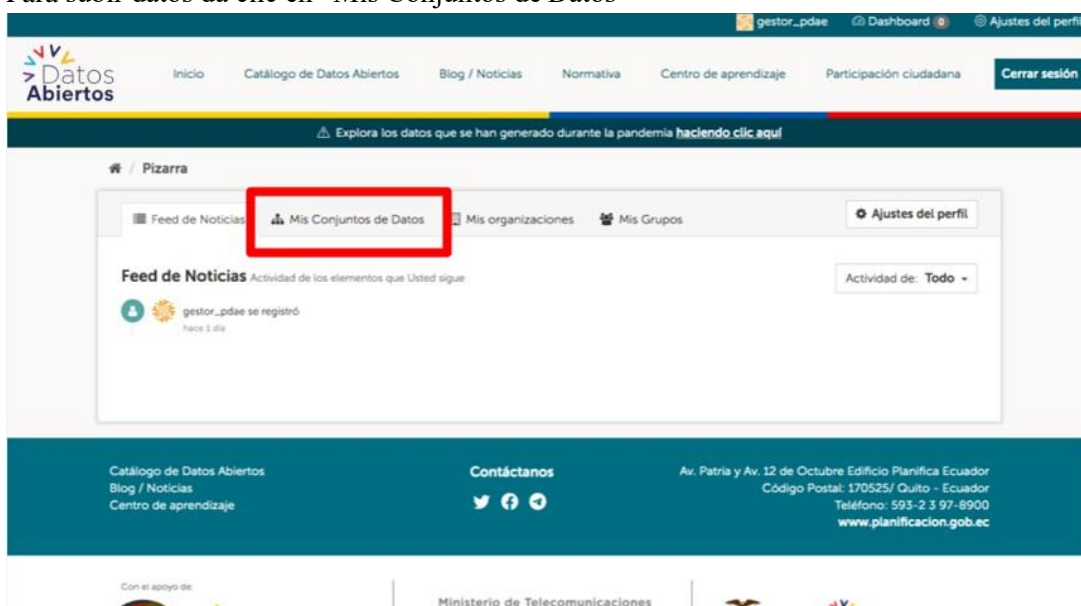 Para subir datos da clic en "Mis Conjuntos de Datos"
gestor_pdae Dashboard 0 Ajustes del perfil
Datos
Abiertos
Inicio Catálogo de Datos Abiertos Blog / Noticias Normativa Centro de aprendizaje Participación ciudadana Cerrar sesión
Explora los datos que se han generado durante la pandemia haciendo clic aquí
/ Pizarra
Feed de Noticias Mis Conjuntos de Datos Mis organizaciones Mis Grupos Ajustes del perfil
Feed de Noticias Actividad de los elementos que Usted sigue Actividad de: Todo
gestor_pdae se registró
hace 1 día
Catálogo de Datos Abiertos
Blog / Noticias
Centro de aprendizaje
Contáctanos
Av. Patria y Av. 12 de Octubre Edificio Planifica Ecuador
Código Postal: 170525/ Quito - Ecuador
Teléfono: 593-2 3 97-8900
www.planificacion.gob.ec
Con el apoyo de:
Ministerio de Telecomunicaciones